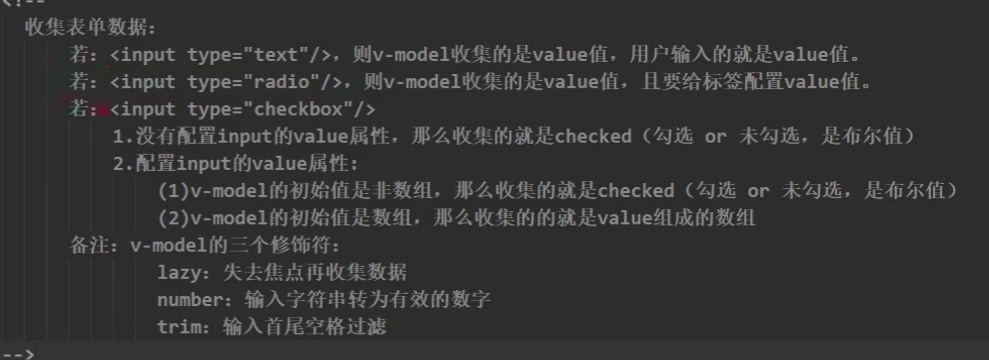 <!--
收集表单数据：
若：<input type="text"/>，则v-model收集的是value值，用户输入的就是value值。
若：<input type="radio"/>，则v-model收集的是value值，且要给标签配置value值。
若：<input type="checkbox"/>
1.没有配置input的value属性，那么收集的就是checked（勾选 or 未勾选，是布尔值）
2.配置input的value属性：
(1)v-model的初始值是非数组，那么收集的就是checked（勾选 or 未勾选，是布尔值）
(2)v-model的初始值是数组，那么收集的的就是value组成的数组
备注：v-model的三个修饰符：
lazy：失去焦点再收集数据
number：输入字符串转为有效的数字
trim：输入首尾空格过滤
-->